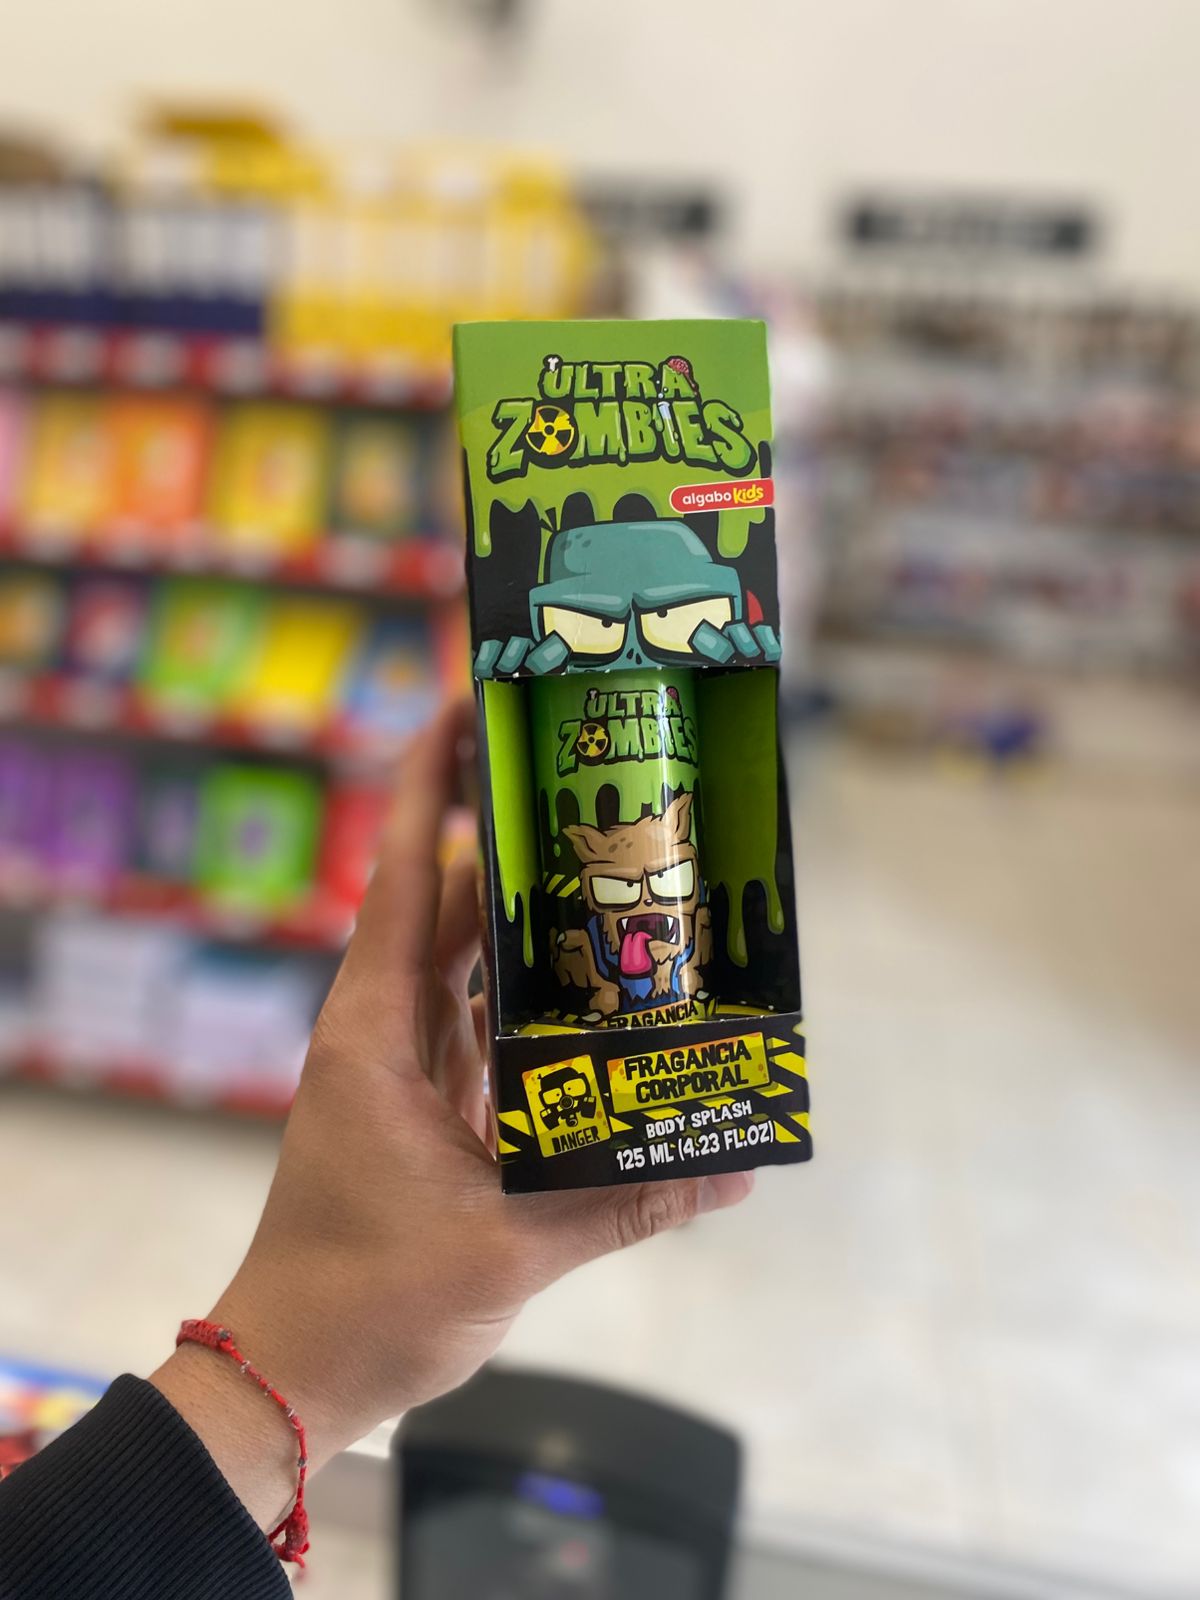 ULTRA
ZOMBIES
algabo kids
ULTRA
ZOMBIES
FRAGANCIA
DANGER
FRAGANCIA
CORPORAL
BODY SPLASH
125 ML (4.23 FL.OZ)